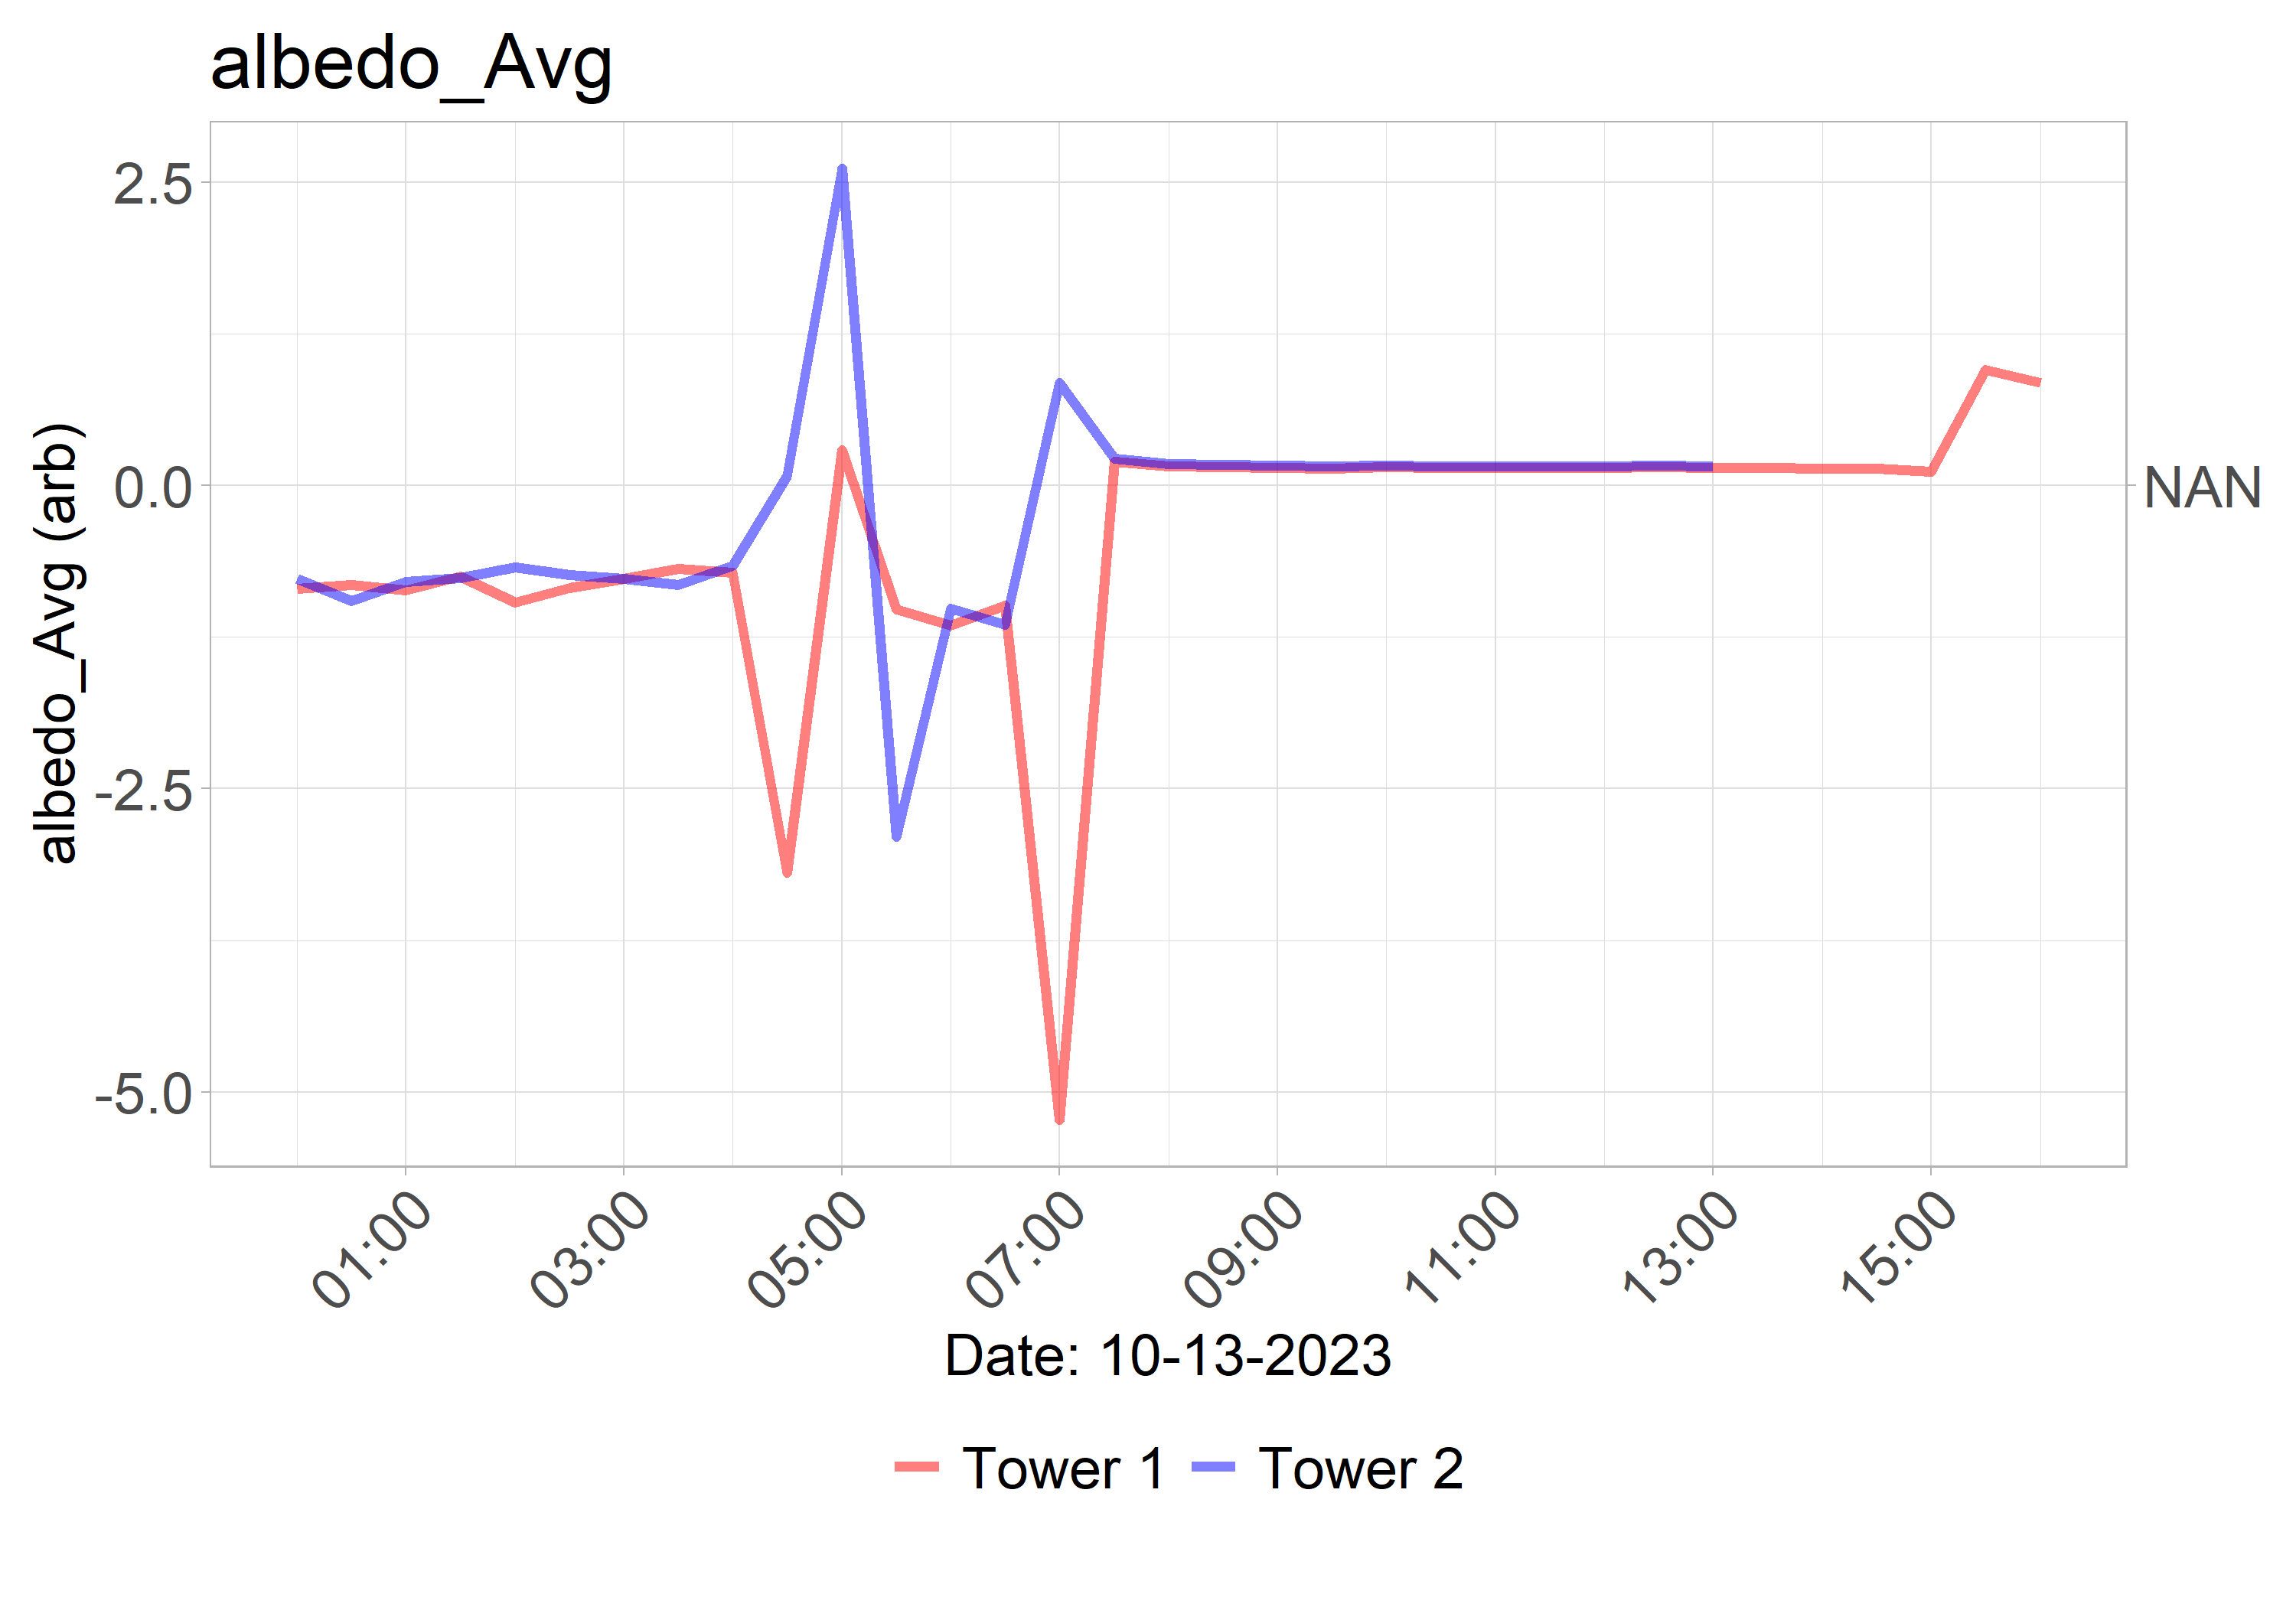 albedo_Avg
albedo_Avg (arb)
2.5
0.0
-2.5
-5.0
NAN
01:00
03:00
05:00
07:00
09:00
11:00
13:00
15:00
Date: 10-13-2023
Tower 1
Tower 2